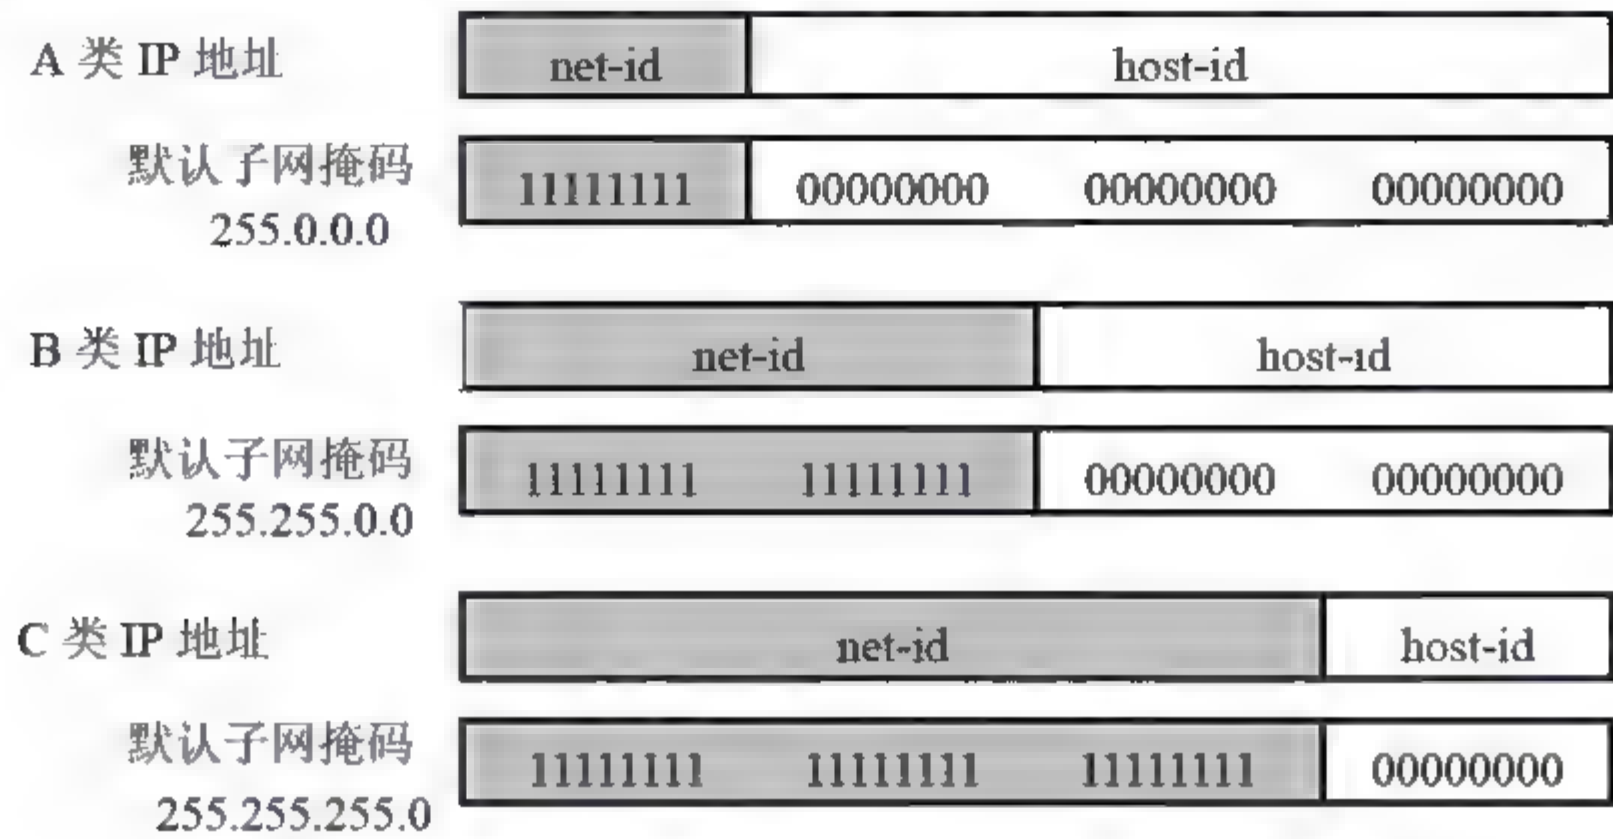 A 类 IP 地址
net-id host-id
默认子网掩码
11111111 00000000 00000000 00000000
255.0.0.0
B 类 IP 地址
net-id host-id
默认子网掩码
11111111 11111111 00000000 00000000
255.255.0.0
C 类 IP 地址
net-id host-id
默认子网掩码
11111111 11111111 11111111 00000000
255.255.255.0